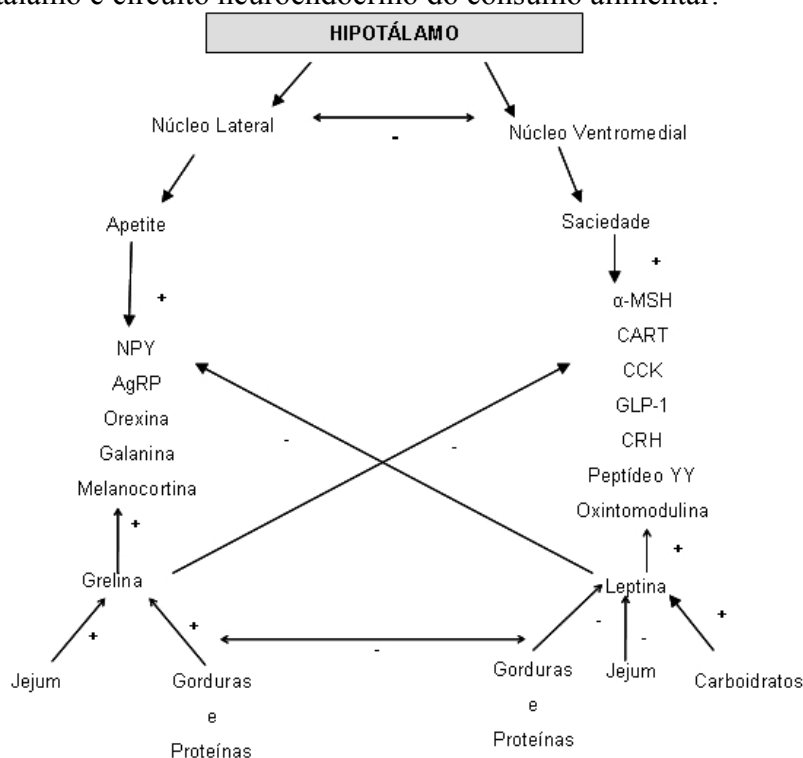 circuito neuroendócrino do consumo alimentar.
HIPOTÁLAMO
Núcleo Lateral
-
Núcleo Ventromedial
Apetite
Saciedade
+
+
NPY
AgRP
Orexina
Galanina
Melanocortina
α-MSH
CART
CCK
GLP-1
CRH
Peptídeo YY
Oxintomodulina
-
-
+
+
Grelina
Leptina
+
+
-
-
-
+
Jejum
Gorduras
e
Proteínas
Gorduras
e
Proteínas
Jejum
Carboidratos